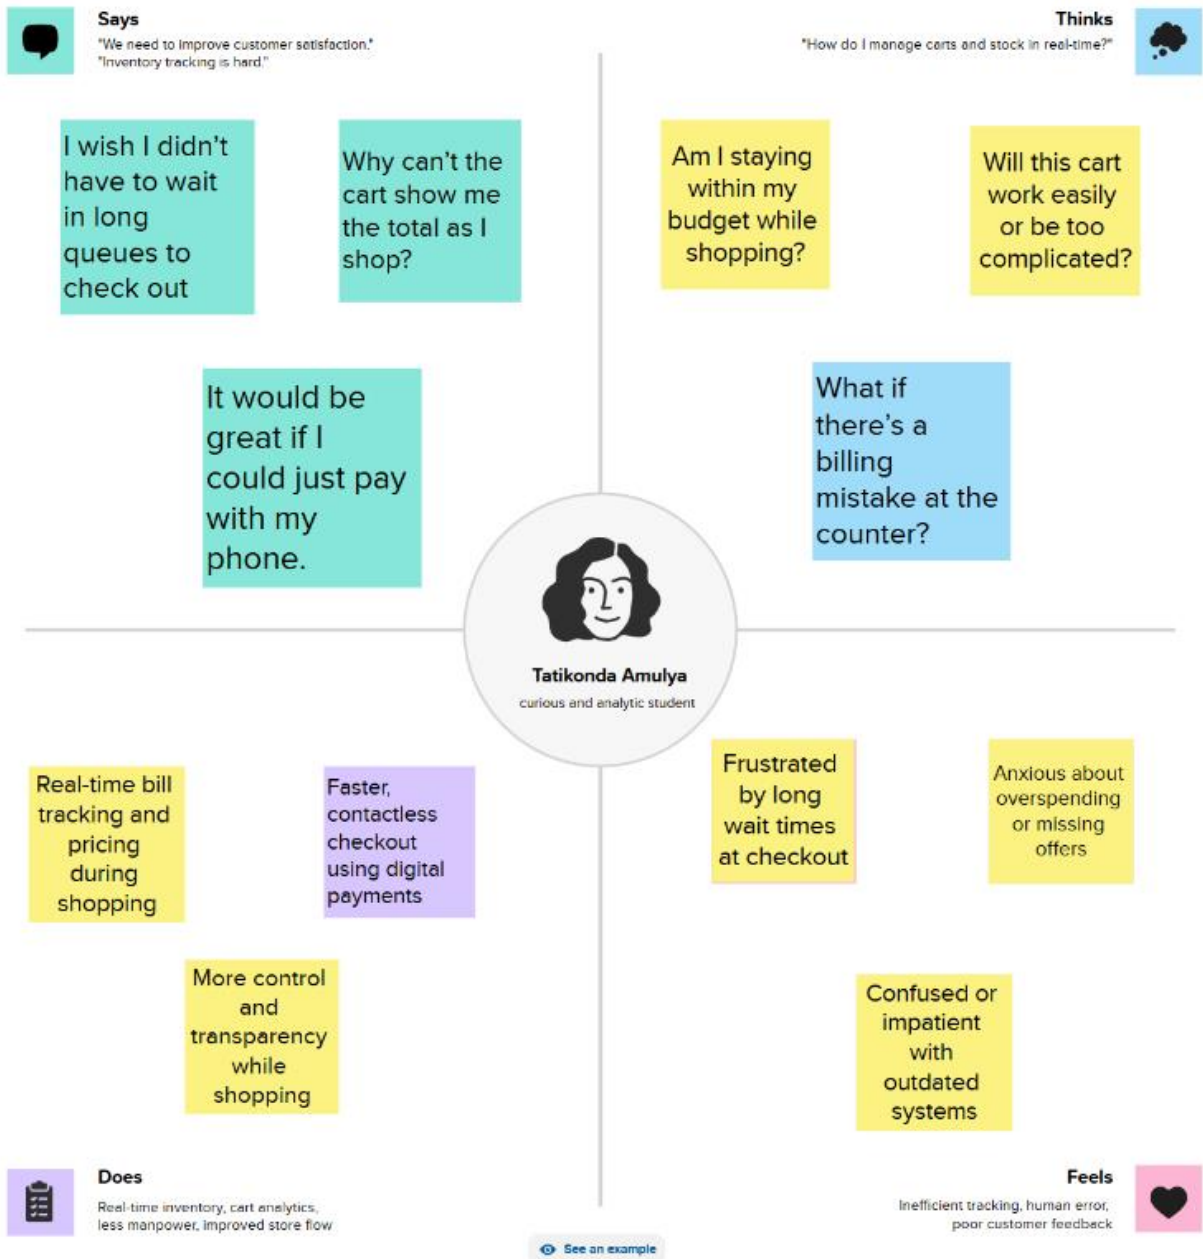 Says
"We need to improve customer satisfaction."
"Inventory tracking is hard."
Thinks
"How do I manage carts and stock in real-time?"
I wish I didn't
have to wait
in long
queues to
check out
Why can't the
cart show me
the total as I
shop?
Am I staying
within my
budget while
shopping?
Will this cart
work easily
or be too
complicated?
It would be
great if I
could just pay
with my
phone.
What if
there's a
billing
mistake at the
counter?
Tatikonda Amulya
curious and analytic student
Real-time bill
tracking and
pricing
during
shopping
Faster,
contactless
checkout
using digital
payments
More control
and
transparency
while
shopping
Frustrated
by long
wait times
at checkout
Anxious about
overspending
or missing
offers
Confused or
impatient
with
outdated
systems
Does
Real-time inventory, cart analytics,
less manpower, improved store flow
Feels
Inefficient tracking, human error,
poor customer feedback
See an example